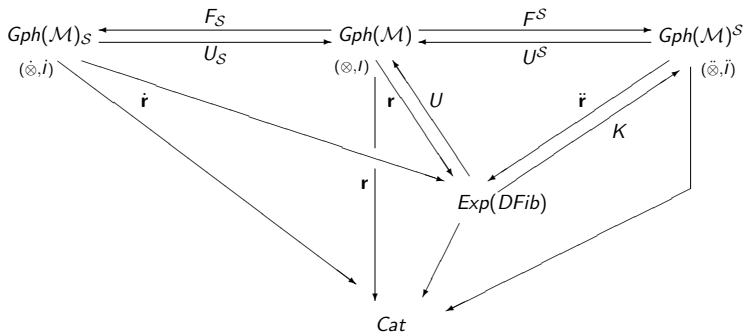 F_𝒮 F^𝒮
Gph(ℳ)_𝒮 Gph(ℳ) Gph(ℳ)^𝒮
U_𝒮 U^𝒮
(⊗̇,İ) (⊗,I) (⊗̈,Ï)
ṙ r U r̈
K
r
Exp(DFib)
Cat